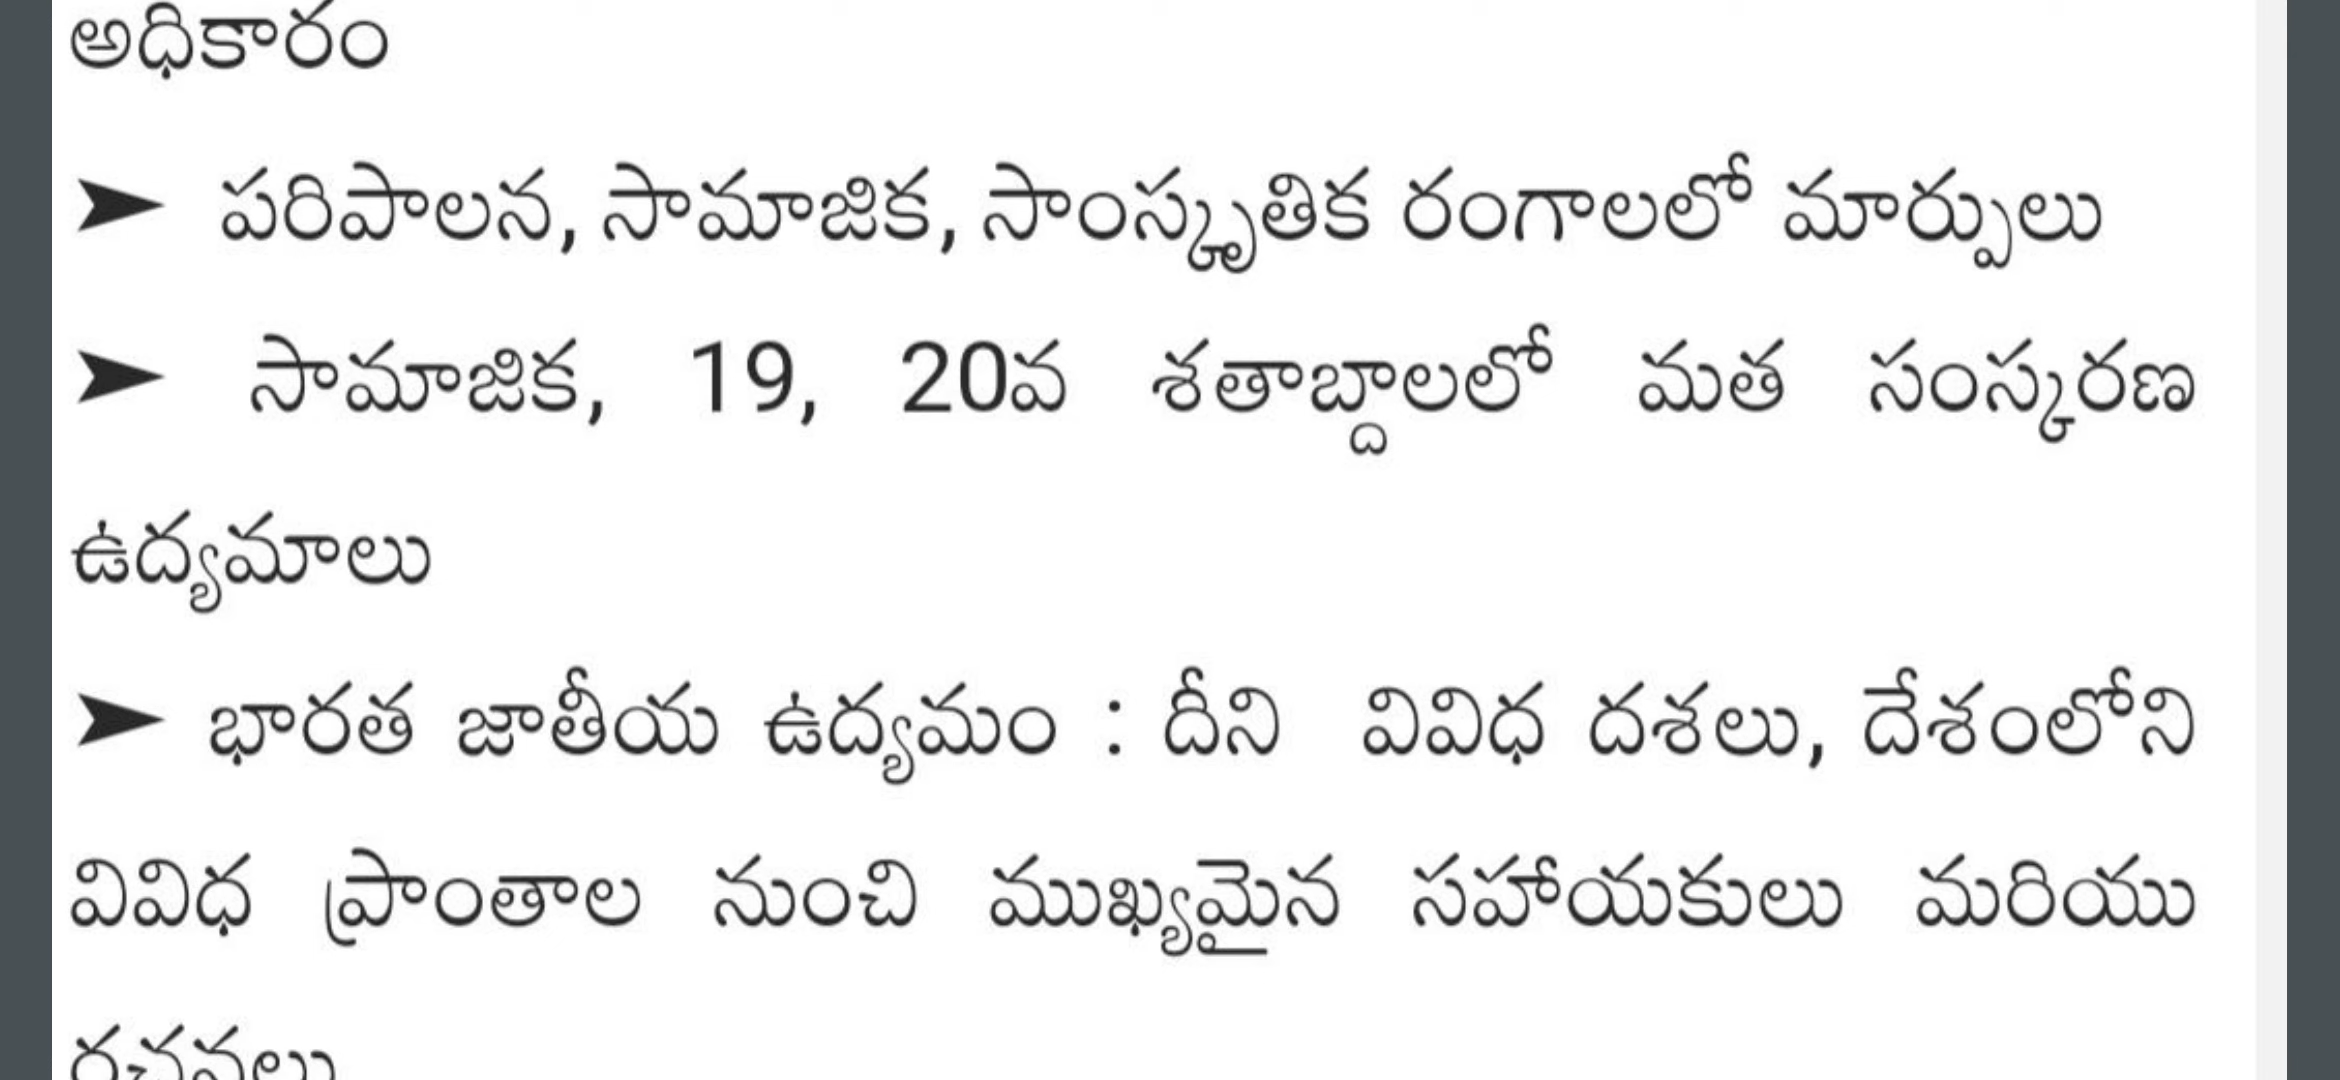 అధికారం
➤ పరిపాలన, సామాజిక, సాంస్కృతిక రంగాలలో మార్పులు
➤ సామాజిక, 19, 20వ శతాబ్దాలలో మత సంస్కరణ
ఉద్యమాలు
➤ భారత జాతీయ ఉద్యమం : దీని వివిధ దశలు, దేశంలోని
వివిధ ప్రాంతాల నుంచి ముఖ్యమైన సహాయకులు మరియు
రచనలు